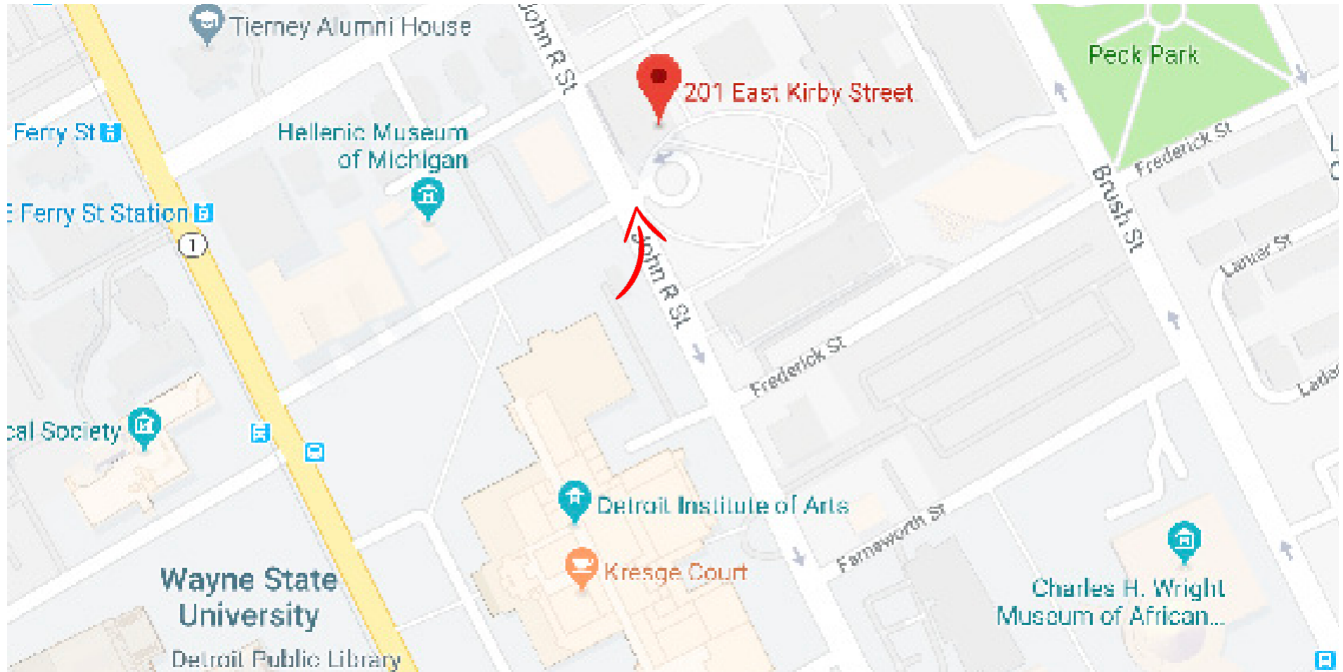 Tierney Alumni House
John R St
Peck Park
201 East Kirby Street
Ferry St
Hellenic Museum
of Michigan
Frederick St
E Ferry St Station
Brush St
1
John R St
Frederick St
cal Society
Detroit Institute of Arts
Farnsworth St
Kresge Court
Wayne State
University
Charles H. Wright
Museum of African...
Detroit Public Library